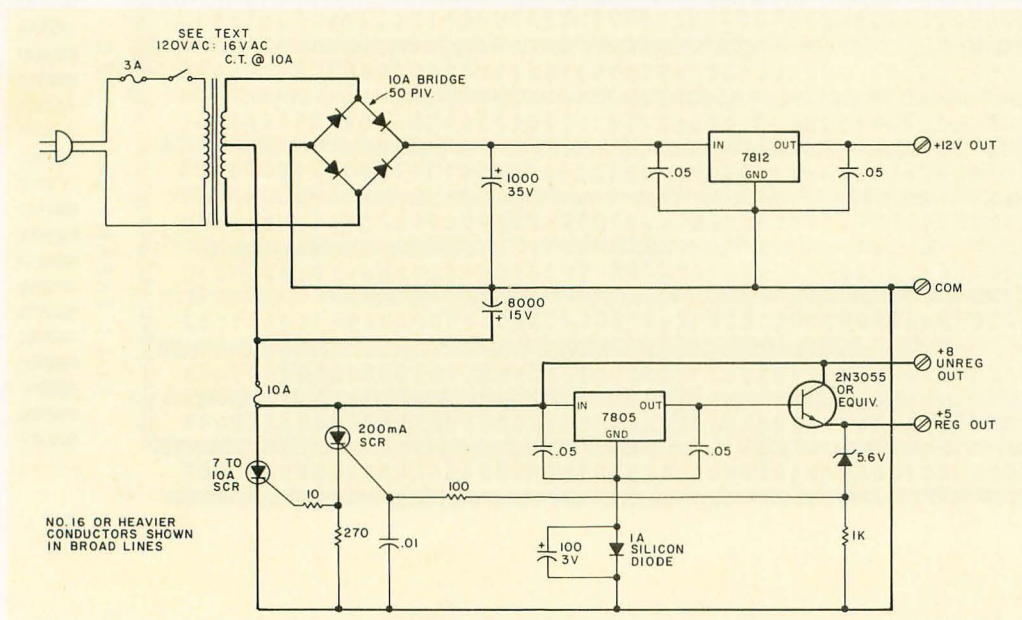 SEE TEXT
120VAC: 16VAC
C.T. @ 10A
3A
10A BRIDGE
50 PIV.
+
1000
35V
.05
IN
OUT
7812
GND
.05
+12V OUT
COM
8000
15V
+
+8
UNREG
OUT
10A
200mA
SCR
7 TO
10A
SCR
10
270
.01
100
IN
OUT
7805
GND
.05
.05
2N3055
OR
EQUIV.
+5
REG OUT
5.6V
1K
+
100
3V
1A
SILICON
DIODE
NO.16 OR HEAVIER
CONDUCTORS SHOWN
IN BROAD LINES